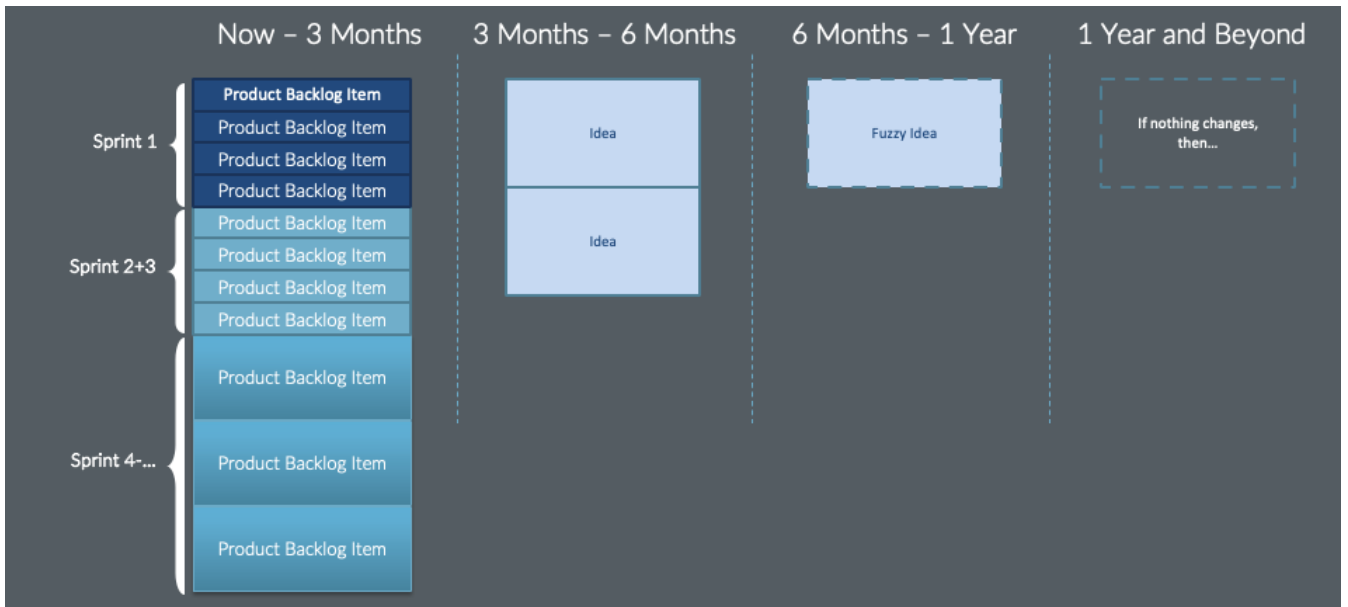 Now – 3 Months
3 Months – 6 Months
6 Months – 1 Year
1 Year and Beyond
Sprint 1
Product Backlog Item
Product Backlog Item
Product Backlog Item
Product Backlog Item
Sprint 2+3
Product Backlog Item
Product Backlog Item
Product Backlog Item
Product Backlog Item
Sprint 4-...
Product Backlog Item
Product Backlog Item
Product Backlog Item
Idea
Idea
Fuzzy Idea
If nothing changes,
then...